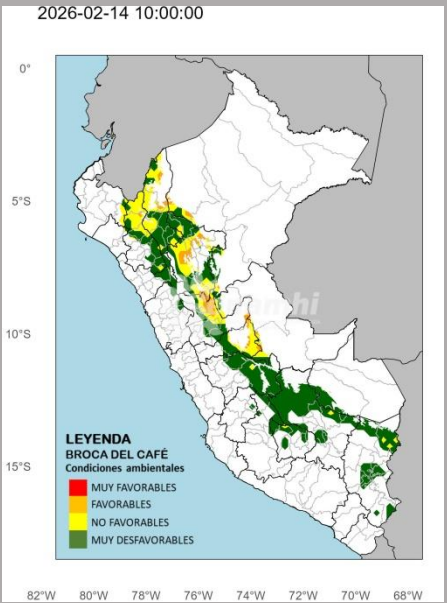 2026-02-14 10:00:00
0°
5°S
10°S
15°S
LEYENDA
BROCA DEL CAFÉ
Condiciones ambientales
MUY FAVORABLES
FAVORABLES
NO FAVORABLES
MUY DESFAVORABLES
82°W 80°W 78°W 76°W 74°W 72°W 70°W 68°W